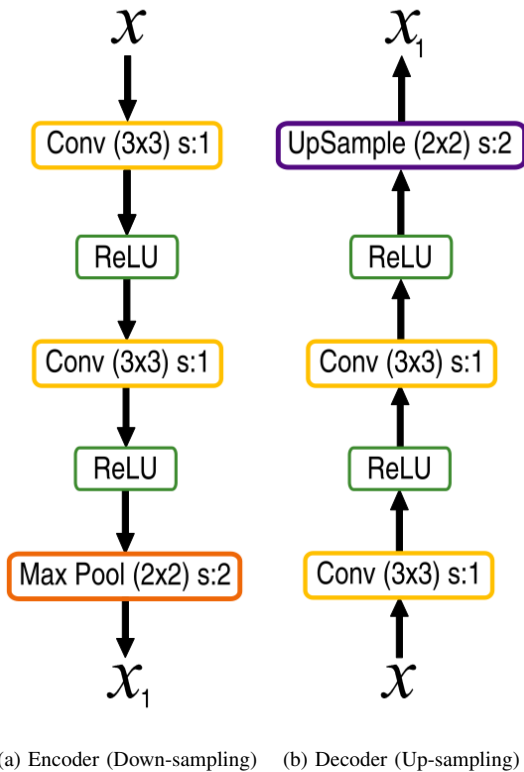 x
Conv (3x3) s:1
ReLU
Conv (3x3) s:1
ReLU
Max Pool (2x2) s:2
x₁
x₁
UpSample (2x2) s:2
ReLU
Conv (3x3) s:1
ReLU
Conv (3x3) s:1
x
a) Encoder (Down-sampling) (b) Decoder (Up-sampling)